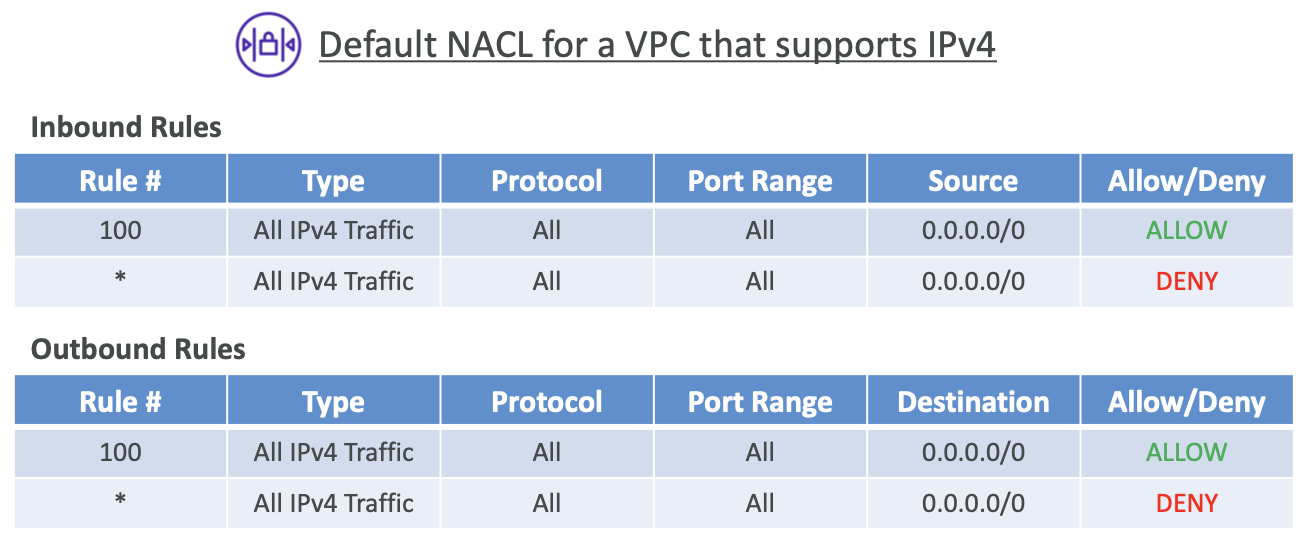 Default NACL for a VPC that supports IPv4
Inbound Rules
Rule # Type Protocol Port Range Source Allow/Deny
100 All IPv4 Traffic All All 0.0.0.0/0 ALLOW
* All IPv4 Traffic All All 0.0.0.0/0 DENY
Outbound Rules
Rule # Type Protocol Port Range Destination Allow/Deny
100 All IPv4 Traffic All All 0.0.0.0/0 ALLOW
* All IPv4 Traffic All All 0.0.0.0/0 DENY